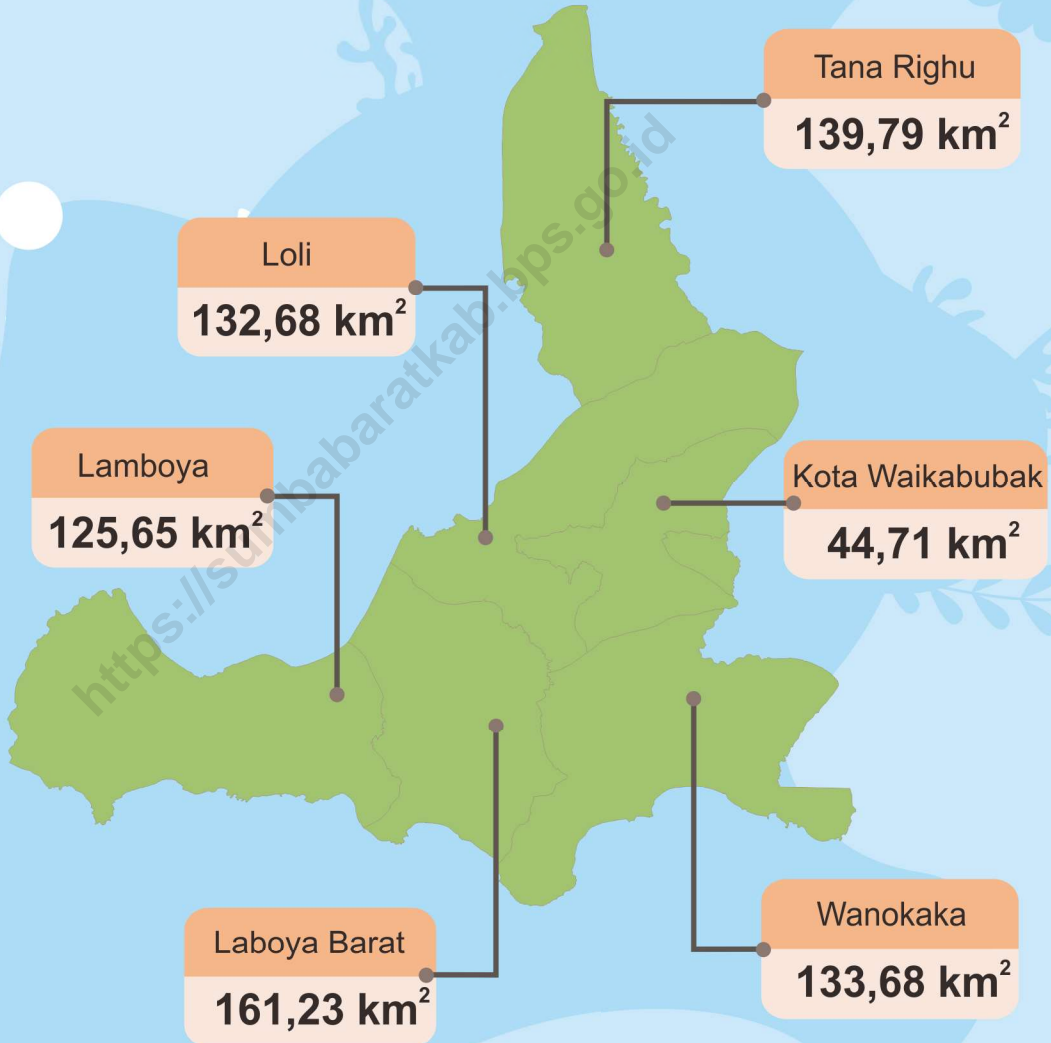 Tana Righu
139,79 km²
Loli
132,68 km²
Lamboya
125,65 km²
Kota Waikabubak
44,71 km²
Laboya Barat
161,23 km²
Wanokaka
133,68 km²
https://sumbabaratkab.bps.go.id